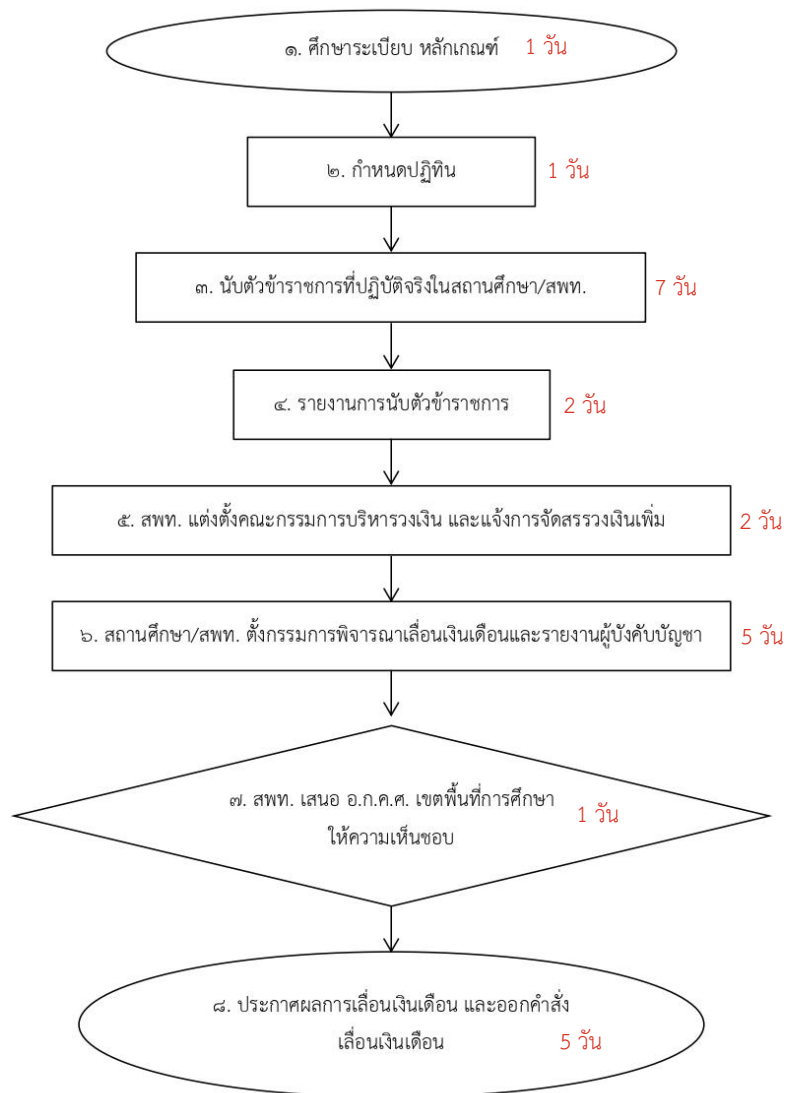 ๑. ศึกษาระเบียบ หลักเกณฑ์ 1 วัน
๒. กำหนดปฏิทิน 1 วัน
๓. นับตัวข้าราชการที่ปฏิบัติจริงในสถานศึกษา/สพท. 7 วัน
๔. รายงานการนับตัวข้าราชการ 2 วัน
๕. สพท. แต่งตั้งคณะกรรมการบริหารวงเงิน และแจ้งการจัดสรรวงเงินเพิ่ม 2 วัน
๖. สถานศึกษา/สพท. ตั้งกรรมการพิจารณาเลื่อนเงินเดือนและรายงานผู้บังคับบัญชา 5 วัน
๗. สพท. เสนอ อ.ก.ค.ศ. เขตพื้นที่การศึกษา 1 วัน
ให้ความเห็นชอบ
๘. ประกาศผลการเลื่อนเงินเดือน และออกคำสั่ง
เลื่อนเงินเดือน 5 วัน